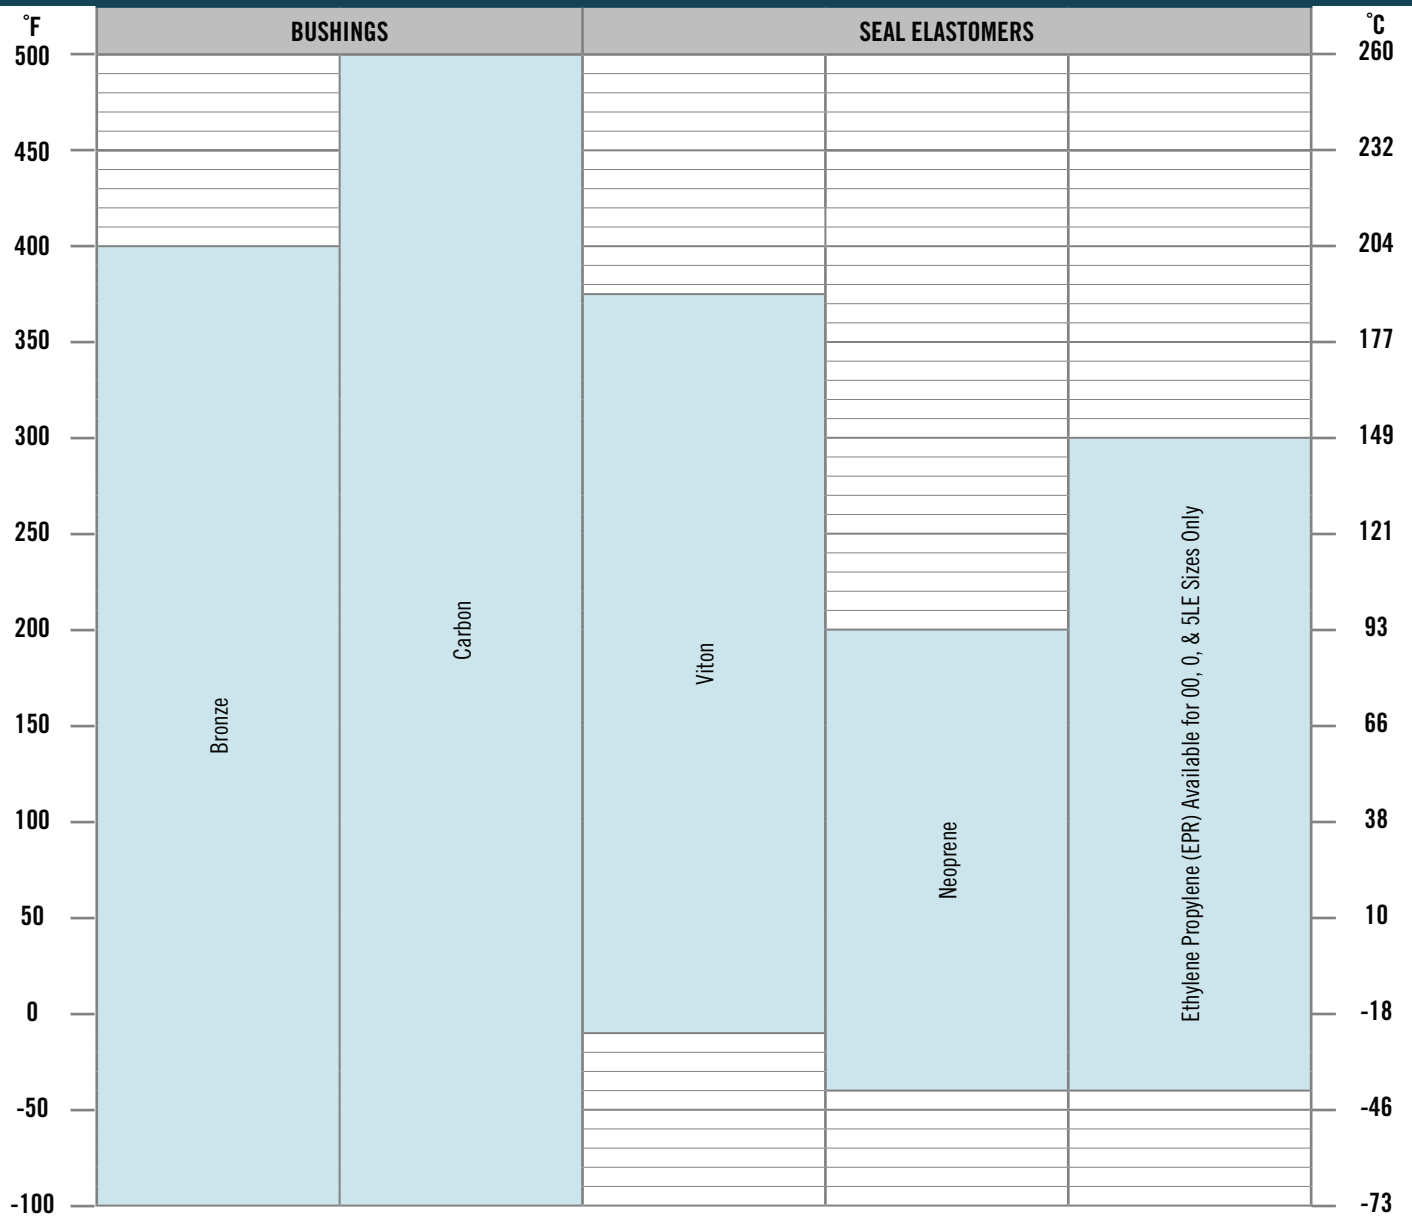 °F
BUSHINGS
SEAL ELASTOMERS
°C
500
260
450
232
400
204
350
177
300
149
250
121
200
93
150
66
100
38
50
10
0
-18
-50
-46
-100
-73
Bronze
Carbon
Viton
Neoprene
Ethylene Propylene (EPR) Available for 00, 0, & 5LE Sizes Only